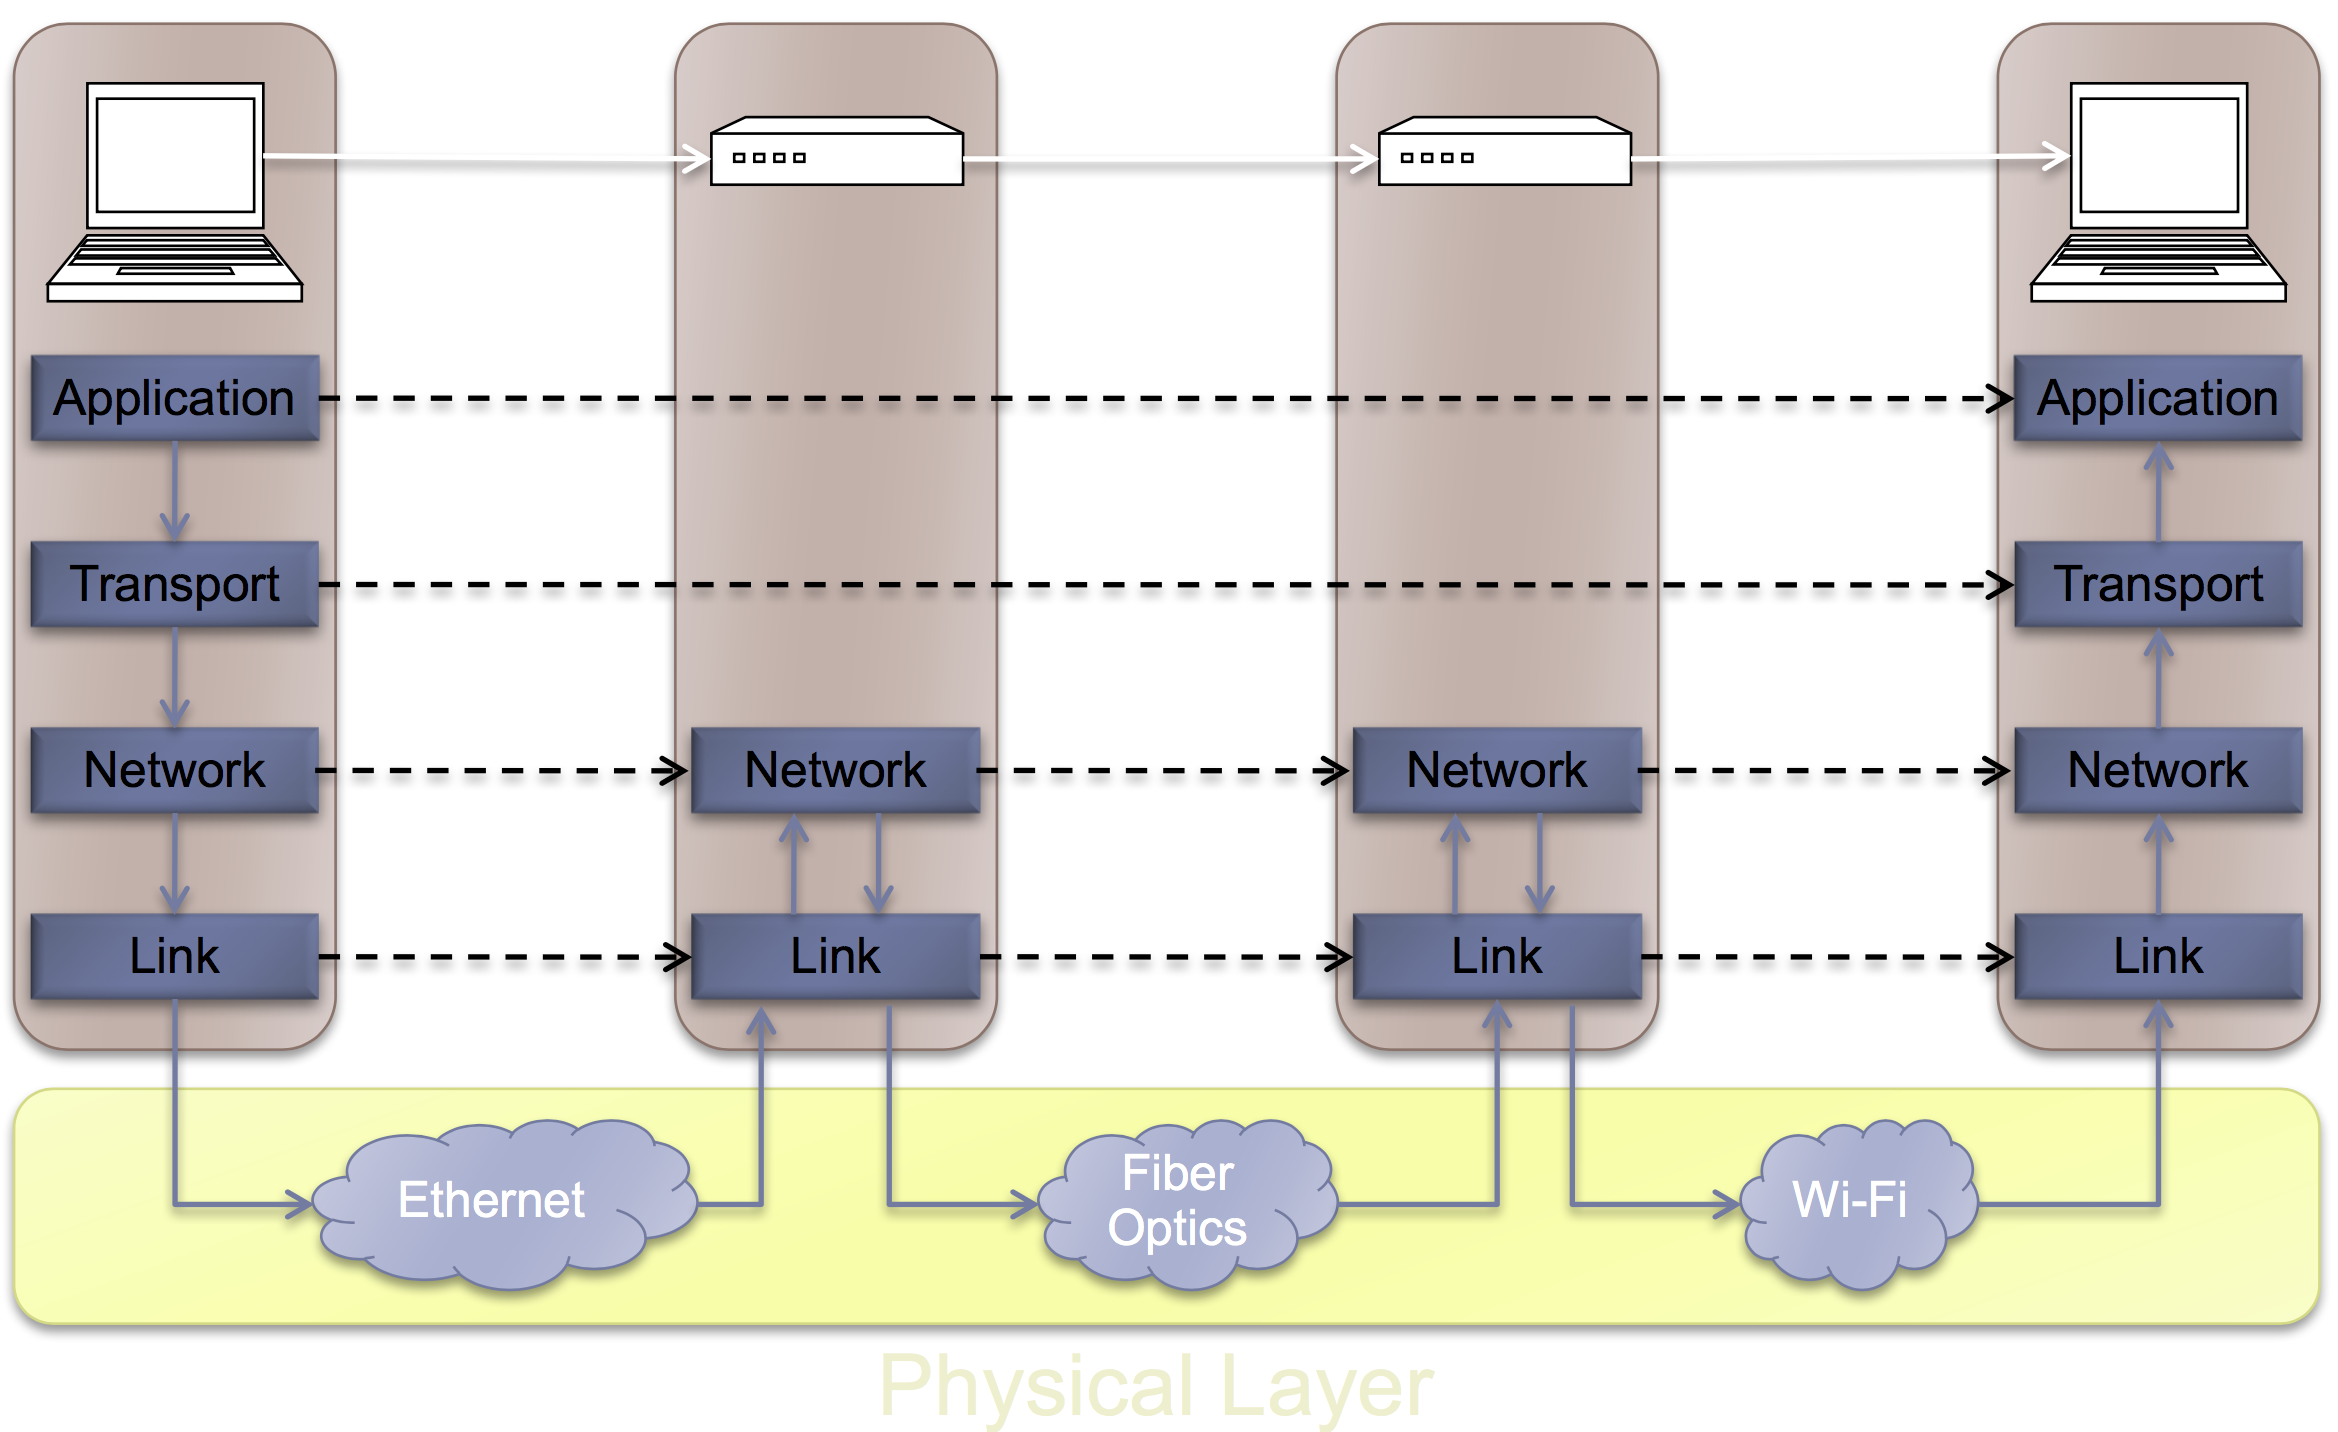 Application
Application
Transport
Transport
Network
Network
Network
Network
Link
Link
Link
Link
Ethernet
Fiber
Optics
Wi-Fi
Physical Layer